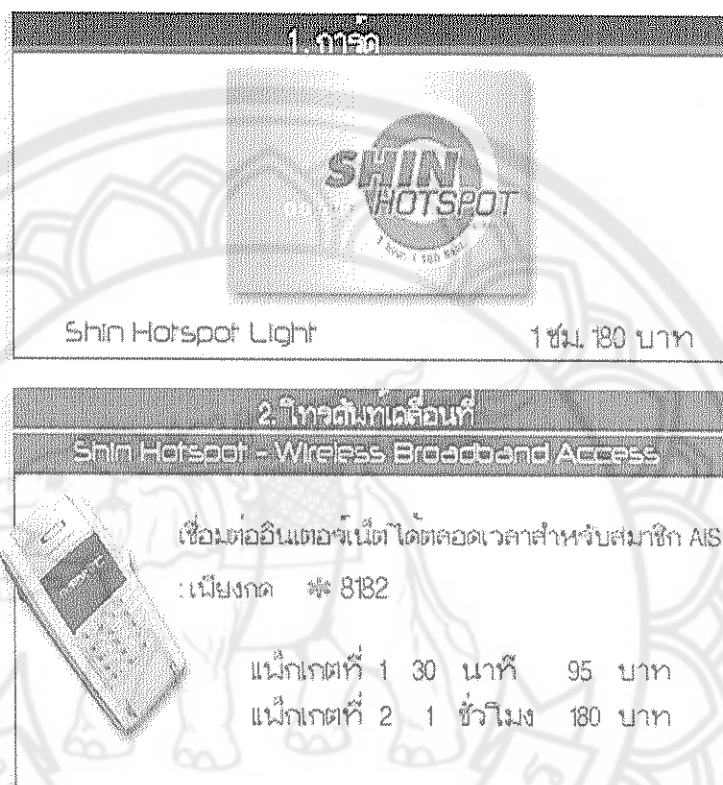 1. การ์ด
SHIN
HOTSPOT
Shin Hotspot Light 1 ชม. 180 บาท
2. โทรศัพท์เคลื่อนที่
Shin Hotspot - Wireless Broadband Access
เชื่อมต่ออินเตอร์เน็ตได้ตลอดเวลาสำหรับสมาชิก AIS
: เพียงกด * 8182
แพ็กเกตที่ 1 30 นาที 95 บาท
แพ็กเกตที่ 2 1 ชั่วโมง 180 บาท